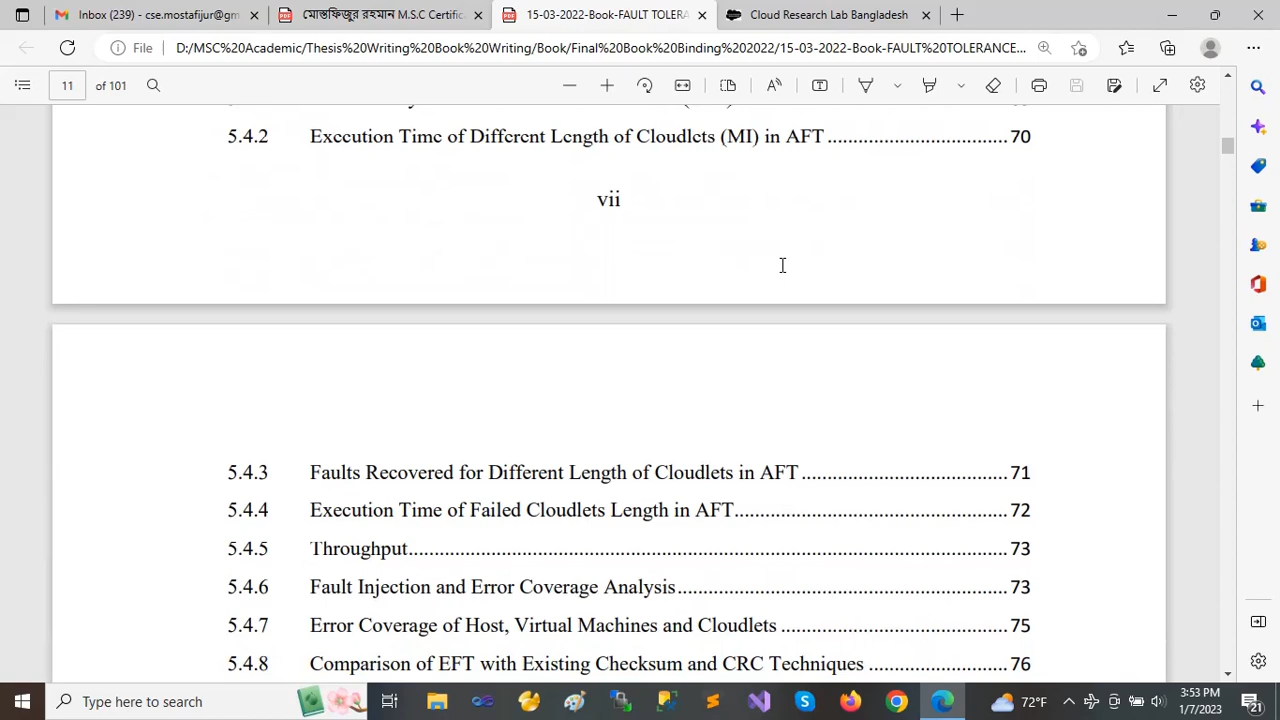 Inbox (239) - cse.mostafijur@gm
মোস্তফিজুর রহমান M.S.C Certific
15-03-2022-Book-FAULT TOLERA
Cloud Research Lab Bangladesh
File
D:/MSC%20Academic/Thesis%20Writing%20Book%20Writing/Book/Final%20Book%20Binding%202022/15-03-2022-Book-FAULT%20TOLERANCE...
11 of 101
5.4.2 Execution Time of Different Length of Cloudlets (MI) in AFT ................................... 70
vii
5.4.3 Faults Recovered for Different Length of Cloudlets in AFT ........................................ 71
5.4.4 Execution Time of Failed Cloudlets Length in AFT..................................................... 72
5.4.5 Throughput................................................................................................................... 73
5.4.6 Fault Injection and Error Coverage Analysis................................................................ 73
5.4.7 Error Coverage of Host, Virtual Machines and Cloudlets ............................................ 75
5.4.8 Comparison of EFT with Existing Checksum and CRC Techniques ........................... 76
Type here to search
72°F
3:53 PM
1/7/2023
21